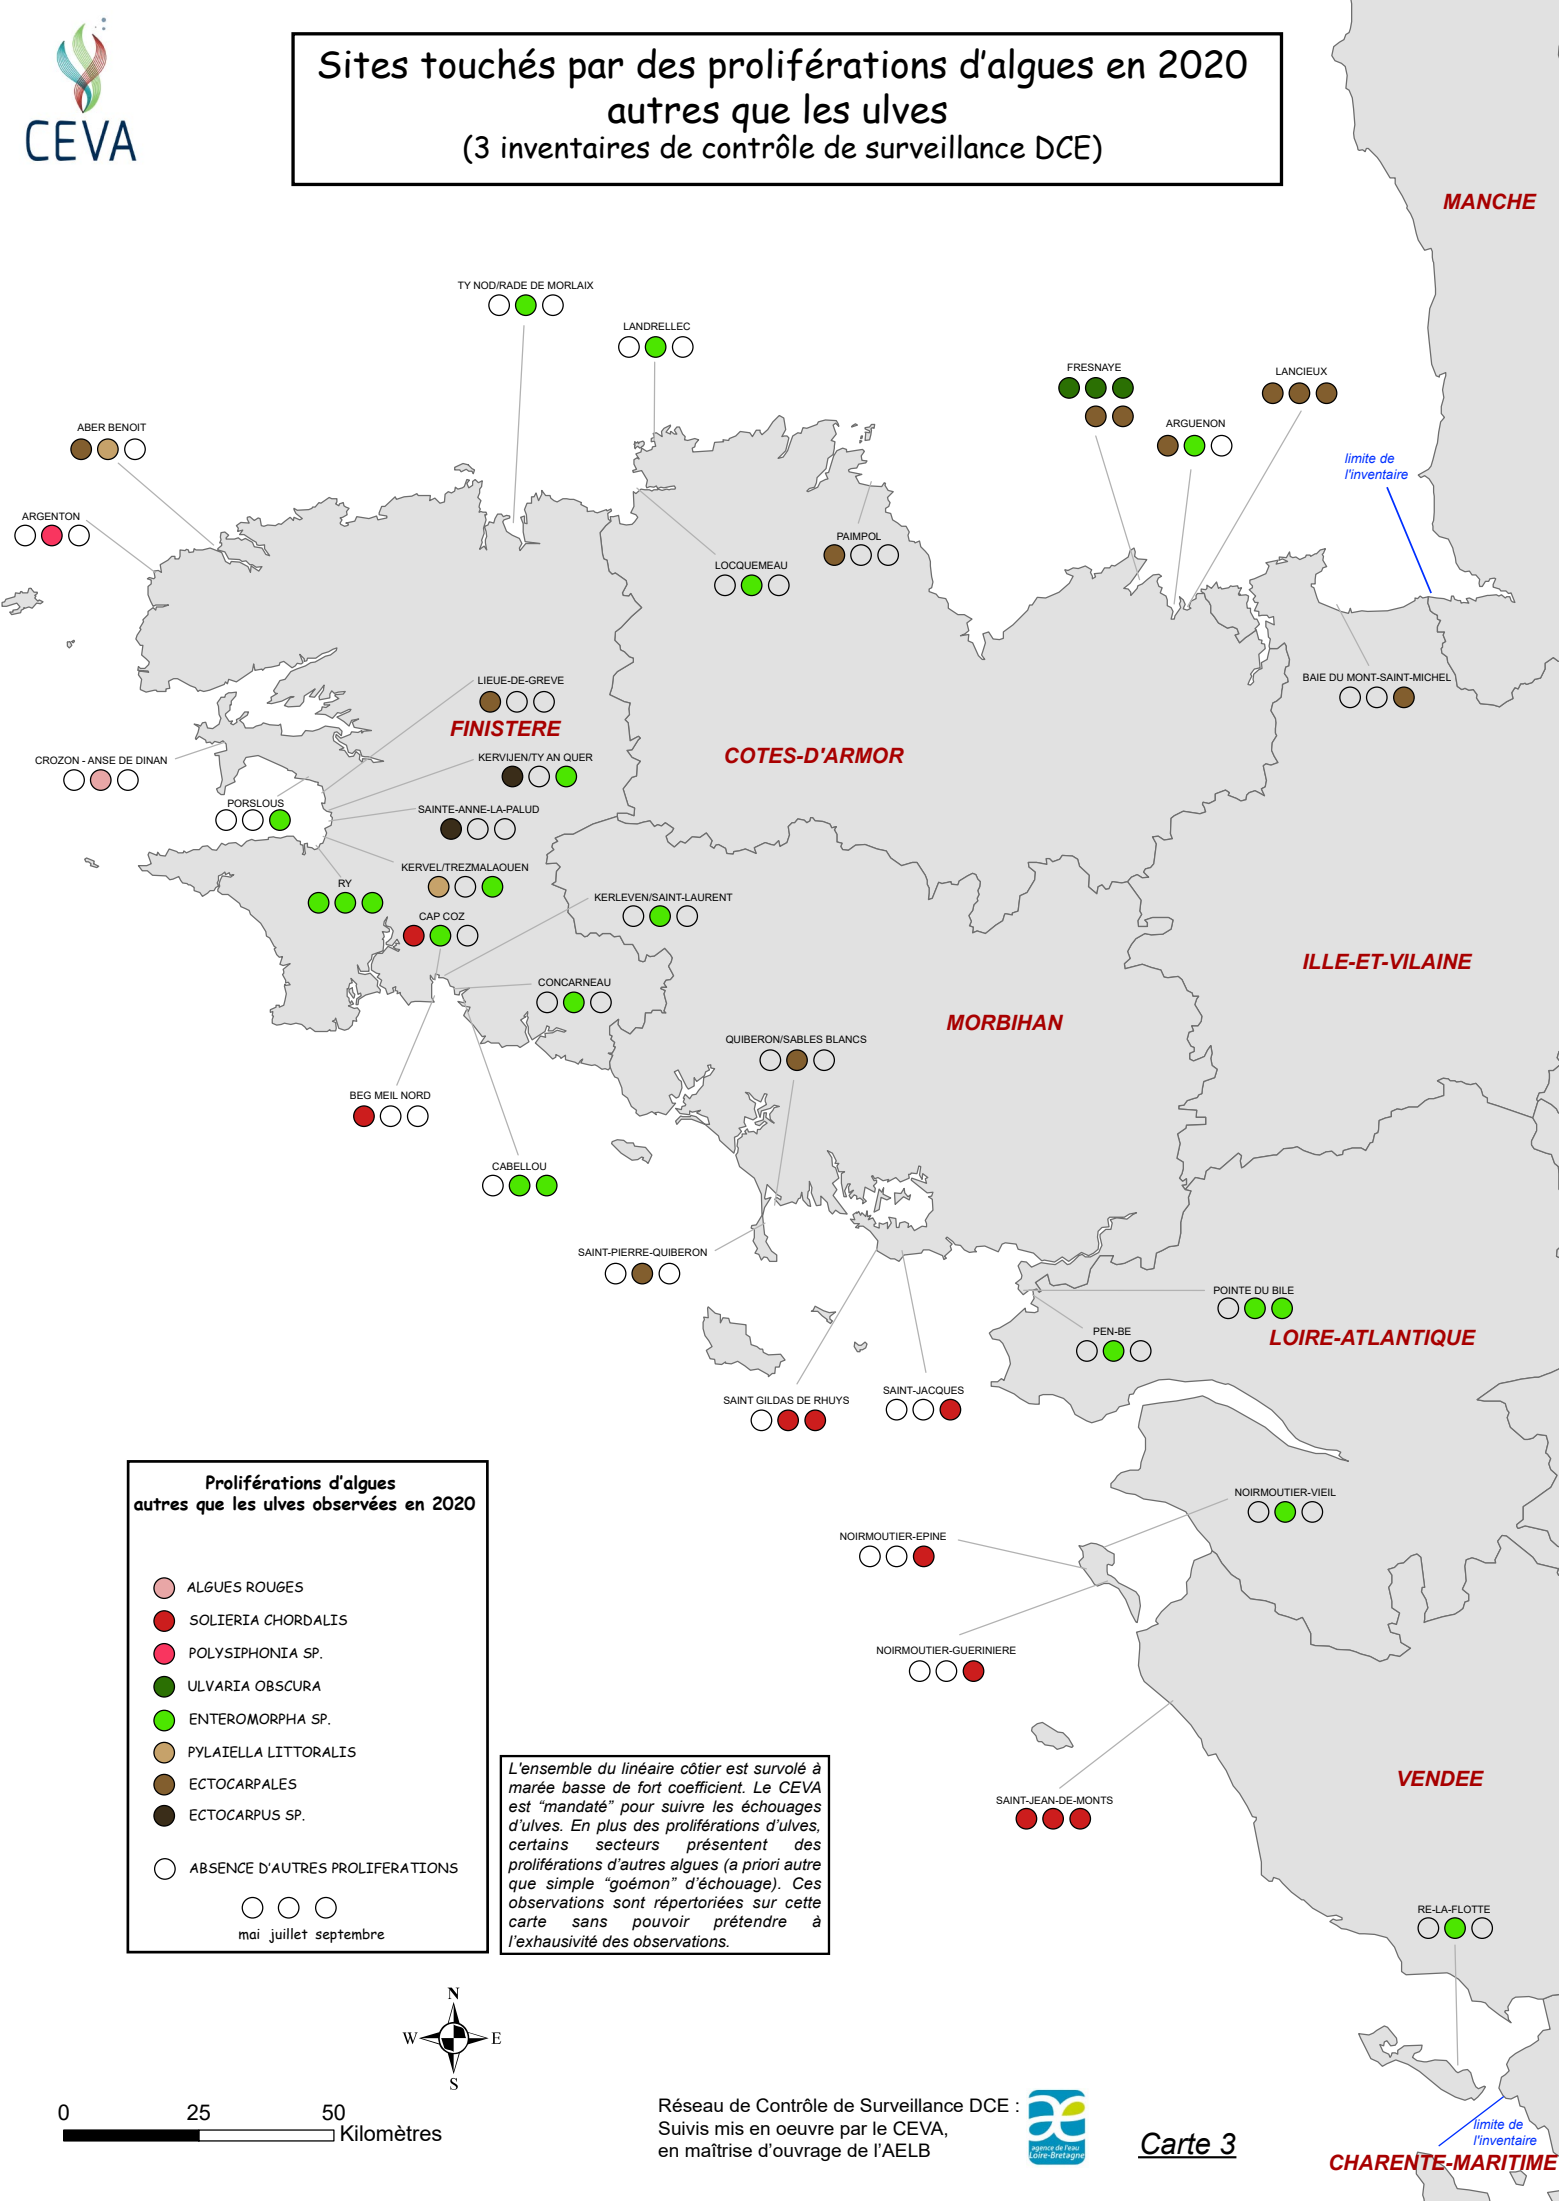 CEVA
Sites touchés par des proliférations d'algues en 2020
autres que les ulves
(3 inventaires de contrôle de surveillance DCE)
MANCHE
TY NOD/RADE DE MORLAIX
LANDRELLEC
FRESNAYE
LANCIEUX
ARGUENON
ABER BENOIT
limite de
l'inventaire
ARGENTON
PAIMPOL
LOCQUEMEAU
LIEUE-DE-GREVE
BAIE DU MONT-SAINT-MICHEL
FINISTERE
COTES-D'ARMOR
CROZON - ANSE DE DINAN
KERVIJEN/TY AN QUER
PORSLOUS
SAINTE-ANNE-LA-PALUD
KERVEL/TREZMALAOUEN
RY
KERLEVEN/SAINT-LAURENT
CAP COZ
ILLE-ET-VILAINE
CONCARNEAU
MORBIHAN
QUIBERON/SABLES BLANCS
BEG MEIL NORD
CABELLOU
SAINT-PIERRE-QUIBERON
POINTE DU BILE
PEN-BE
LOIRE-ATLANTIQUE
SAINT-JACQUES
SAINT GILDAS DE RHUYS
NOIRMOUTIER-VIEIL
NOIRMOUTIER-EPINE
NOIRMOUTIER-GUERINIERE
VENDEE
SAINT-JEAN-DE-MONTS
RE-LA-FLOTTE
Proliférations d'algues
autres que les ulves observées en 2020
ALGUES ROUGES
SOLIERIA CHORDALIS
POLYSIPHONIA SP.
ULVARIA OBSCURA
ENTEROMORPHA SP.
PYLAIELLA LITTORALIS
ECTOCARPALES
ECTOCARPUS SP.
ABSENCE D'AUTRES PROLIFERATIONS
mai juillet septembre
L'ensemble du linéaire côtier est survolé à
marée basse de fort coefficient. Le CEVA
est “mandaté” pour suivre les échouages
d'ulves. En plus des proliférations d'ulves,
certains secteurs présentent des
proliférations d'autres algues (a priori autre
que simple “goémon” d'échouage). Ces
observations sont répertoriées sur cette
carte sans pouvoir prétendre à
l'exhausivité des observations.
N
W E
S
0 25 50
Kilomètres
Réseau de Contrôle de Surveillance DCE :
Suivis mis en oeuvre par le CEVA,
en maîtrise d'ouvrage de l'AELB
agence de l'eau
Loire-Bretagne
Carte 3
limite de
l'inventaire
CHARENTE-MARITIME